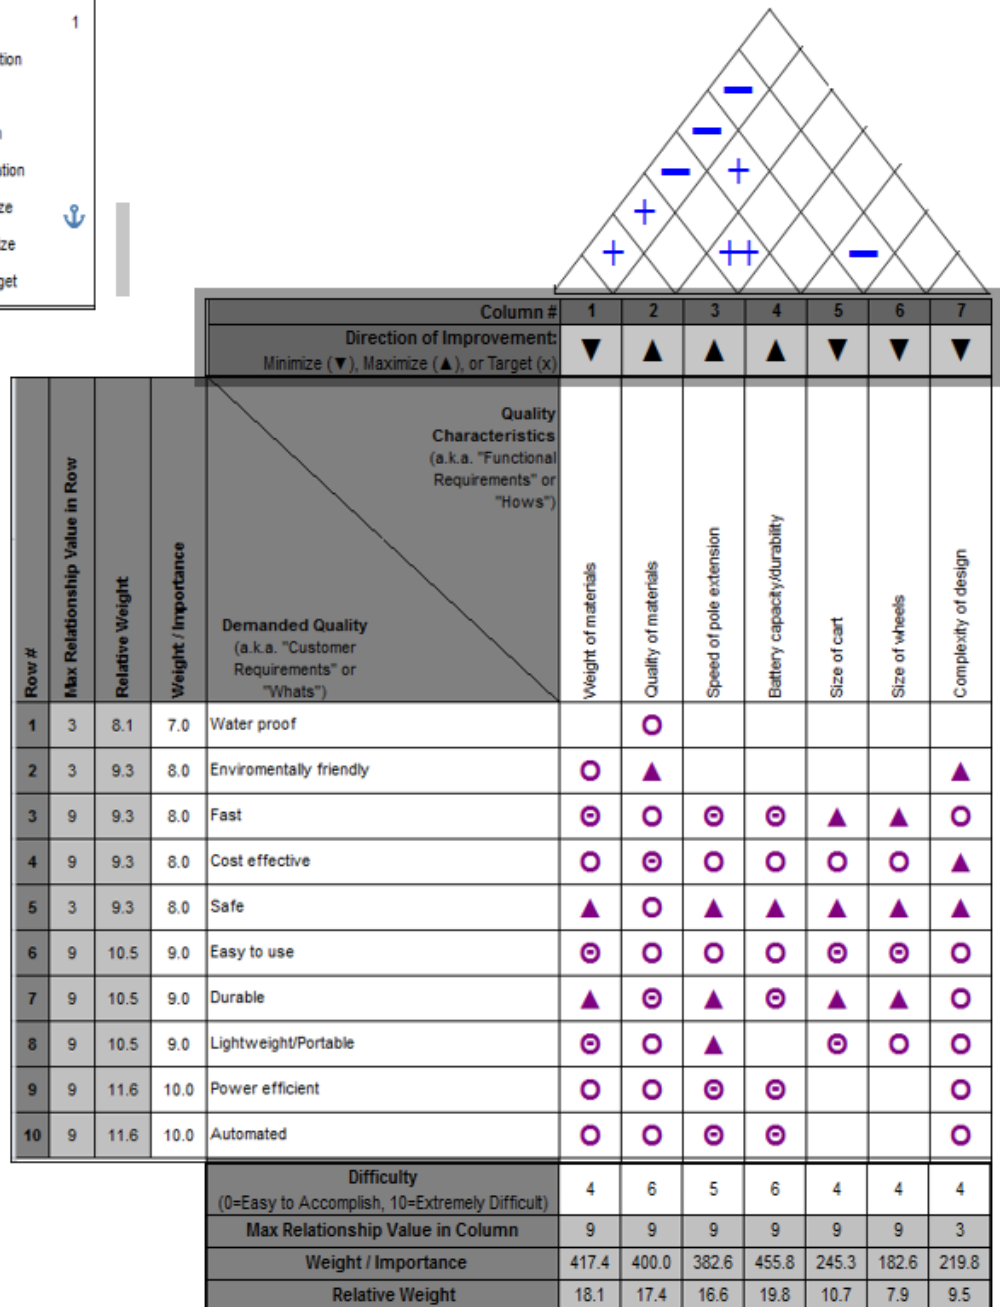 1
tion
ation
ze
ize
get
− 
−
− +
+
+ ++ −
Column # 1 2 3 4 5 6 7
Direction of Improvement:
Minimize (▼), Maximize (▲), or Target (x) ▼ ▲ ▲ ▲ ▼ ▼ ▼
Row #
Max Relationship Value in Row
Relative Weight
Weight / Importance
Quality
Characteristics
(a.k.a. "Functional
Requirements" or
"Hows")
Demanded Quality
(a.k.a. "Customer
Requirements" or
"Whats")
Weight of materials
Quality of materials
Speed of pole extension
Battery capacity/durability
Size of cart
Size of wheels
Complexity of design
1 3 8.1 7.0 Water proof
2 3 9.3 8.0 Enviromentally friendly
3 9 9.3 8.0 Fast
4 9 9.3 8.0 Cost effective
5 3 9.3 8.0 Safe
6 9 10.5 9.0 Easy to use
7 9 10.5 9.0 Durable
8 9 10.5 9.0 Lightweight/Portable
9 9 11.6 10.0 Power efficient
10 9 11.6 10.0 Automated
Difficulty
(0=Easy to Accomplish, 10=Extremely Difficult) 4 6 5 6 4 4 4
Max Relationship Value in Column 9 9 9 9 9 9 3
Weight / Importance 417.4 400.0 382.6 455.8 245.3 182.6 219.8
Relative Weight 18.1 17.4 16.6 19.8 10.7 7.9 9.5